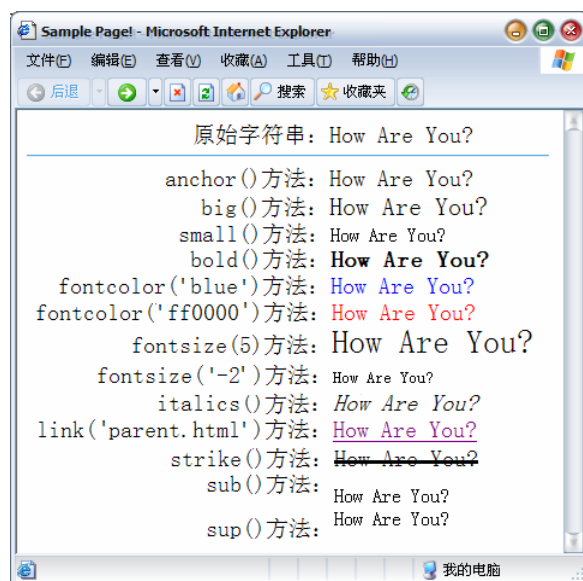 Sample Page! - Microsoft Internet Explorer
文件(F) 编辑(E) 查看(V) 收藏(A) 工具(T) 帮助(H)
后退 搜索 收藏夹
原始字符串: How Are You?
anchor()方法: How Are You?
big()方法: How Are You?
small()方法: How Are You?
bold()方法: How Are You?
fontcolor('blue')方法: How Are You?
fontcolor('ff0000')方法: How Are You?
fontsize(5)方法: How Are You?
fontsize('-2')方法: How Are You?
italics()方法: How Are You?
link('parent.html')方法: How Are You?
strike()方法: How Are You?
sub()方法: How Are You?
sup()方法: How Are You?
我的电脑